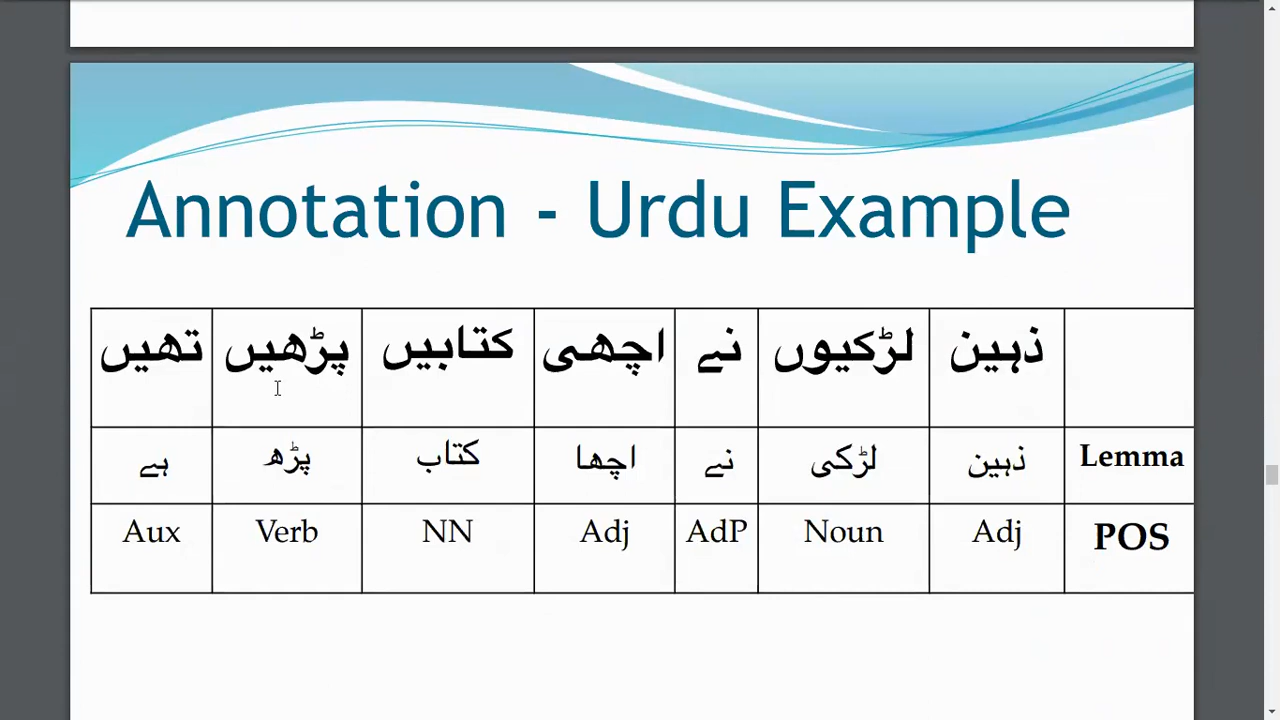 Annotation - Urdu Example
ذہین لڑکیوں نے اچھی کتابیں پڑھیں تھیں
Lemma ذہین لڑکی نے اچھا کتاب پڑھ ہے
POS Adj Noun AdP Adj NN Verb Aux